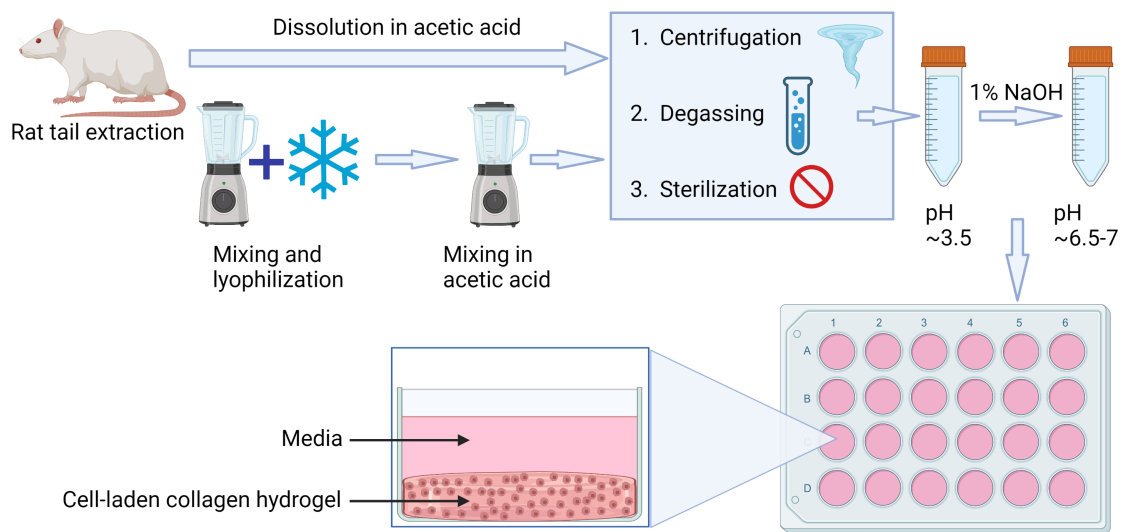 Dissolution in acetic acid
Rat tail extraction
Mixing and
lyophilization
Mixing in
acetic acid
1. Centrifugation
2. Degassing
3. Sterilization
1% NaOH
pH
~3.5
pH
~6.5-7
1 2 3 4 5 6
A
B
C
D
Media
Cell-laden collagen hydrogel